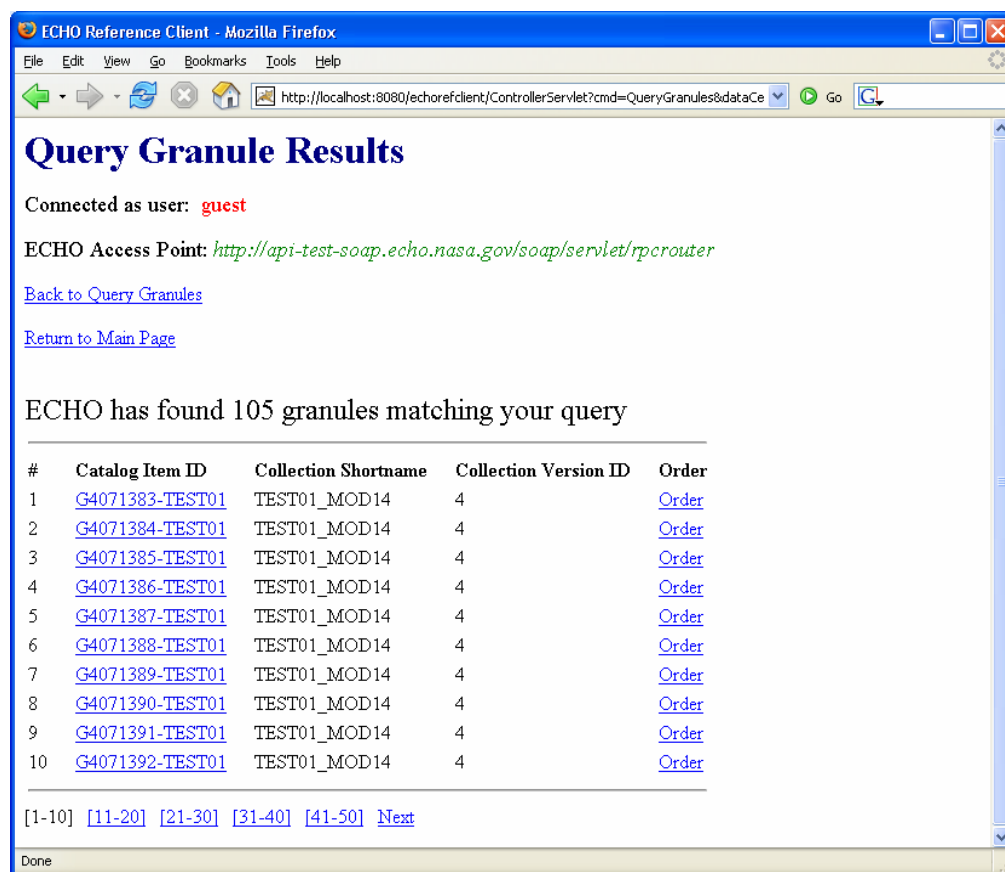 ECHO Reference Client - Mozilla Firefox
File Edit View Go Bookmarks Tools Help
http://localhost:8080/echorefclient/ControllerServlet?cmd=QueryGranules&dataCe Go G
Query Granule Results
Connected as user: guest
ECHO Access Point: http://api-test-soap.echo.nasa.gov/soap/servlet/rpcrouter
Back to Query Granules
Return to Main Page
ECHO has found 105 granules matching your query
# Catalog Item ID Collection Shortname Collection Version ID Order
1 G4071383-TEST01 TEST01_MOD14 4 Order
2 G4071384-TEST01 TEST01_MOD14 4 Order
3 G4071385-TEST01 TEST01_MOD14 4 Order
4 G4071386-TEST01 TEST01_MOD14 4 Order
5 G4071387-TEST01 TEST01_MOD14 4 Order
6 G4071388-TEST01 TEST01_MOD14 4 Order
7 G4071389-TEST01 TEST01_MOD14 4 Order
8 G4071390-TEST01 TEST01_MOD14 4 Order
9 G4071391-TEST01 TEST01_MOD14 4 Order
10 G4071392-TEST01 TEST01_MOD14 4 Order
[1-10] [11-20] [21-30] [31-40] [41-50] Next
Done